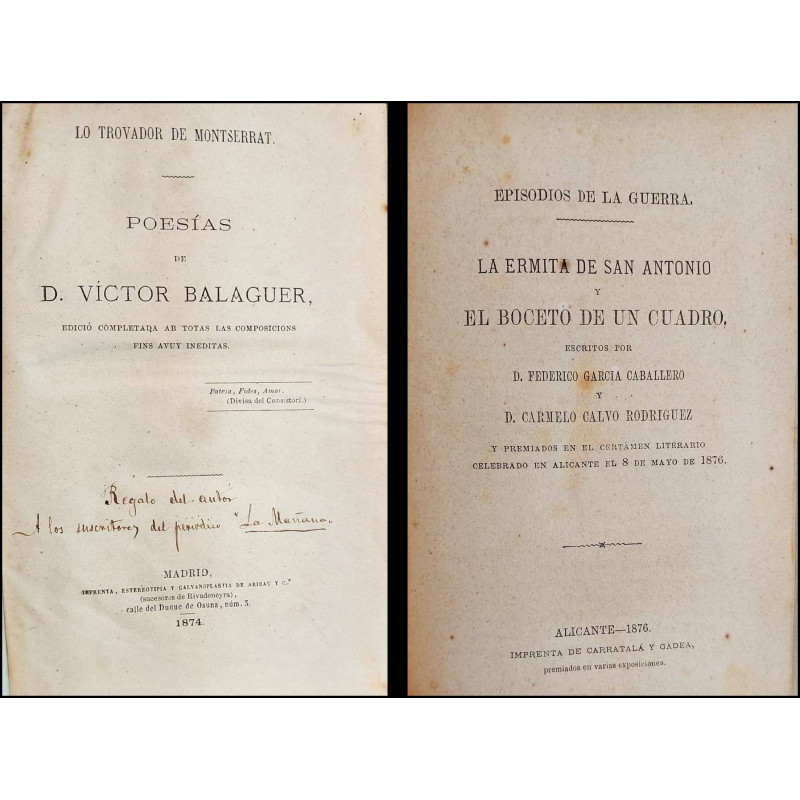 LO TROVADOR DE MONTSERRAT.
POESÍAS
DE
D. VÍCTOR BALAGUER,
EDICIÓ COMPLETADA AB TOTAS LAS COMPOSICIONS
FINS AVUY INEDITAS.
Patria, Fides, Amor.
(Divisa del Consistori.)
Regalo del autor
A los suscritores del periódico "La Mañana"
MADRID,
IMPRENTA, ESTEREOTIPIA Y GALVANOPLASTIA DE ARIBAU Y C.ª
(sucesores de Rivadeneyra),
calle del Duque de Osuna, núm. 3.
1874.
EPISODIOS DE LA GUERRA.
LA ERMITA DE SAN ANTONIO
Y
EL BOCETO DE UN CUADRO,
ESCRITOS POR
D. FEDERICO GARCIA CABALLERO
Y
D. CARMELO CALVO RODRIGUEZ
Y PREMIADOS EN EL CERTÁMEN LITERARIO
CELEBRADO EN ALICANTE EL 8 DE MAYO DE 1876.
ALICANTE—1876.
IMPRENTA DE CARRATALÁ Y GADEA,
premiados en varias exposiciones.